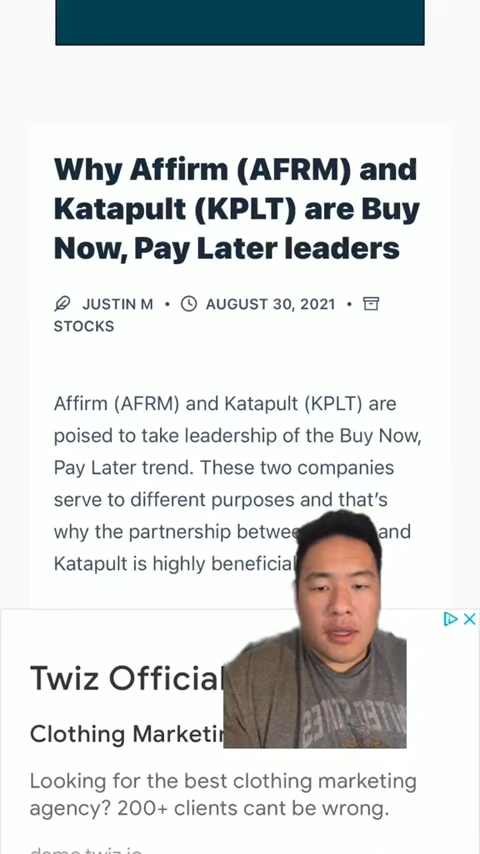 Why Affirm (AFRM) and
Katapult (KPLT) are Buy
Now, Pay Later leaders
JUSTIN M • AUGUST 30, 2021 •
STOCKS
Affirm (AFRM) and Katapult (KPLT) are
poised to take leadership of the Buy Now,
Pay Later trend. These two companies
serve to different purposes and that's
why the partnership and
Katapult is highly beneficial
Twiz Official
Clothing
Looking for the best clothing marketing
agency? 200+ clients cant be wrong.